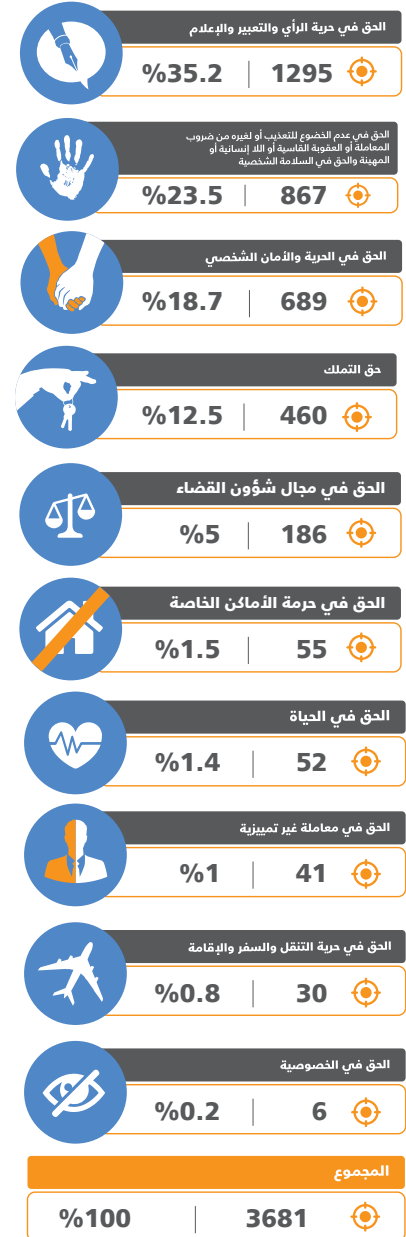 الحق في حرية الرأي والتعبير والإعلام
1295 | %35.2
الحق في عدم الخضوع للتعذيب أو لغيره من ضروب
المعاملة أو العقوبة القاسية أو اللا إنسانية أو
المهينة والحق في السلامة الشخصية
867 | %23.5
الحق في الحرية والأمان الشخصي
689 | %18.7
حق التملك
460 | %12.5
الحق في مجال شؤون القضاء
186 | %5
الحق في حرمة الأماكن الخاصة
55 | %1.5
الحق في الحياة
52 | %1.4
الحق في معاملة غير تمييزية
41 | %1
الحق في حرية التنقل والسفر والإقامة
30 | %0.8
الحق في الخصوصية
6 | %0.2
المجموع
3681 | %100